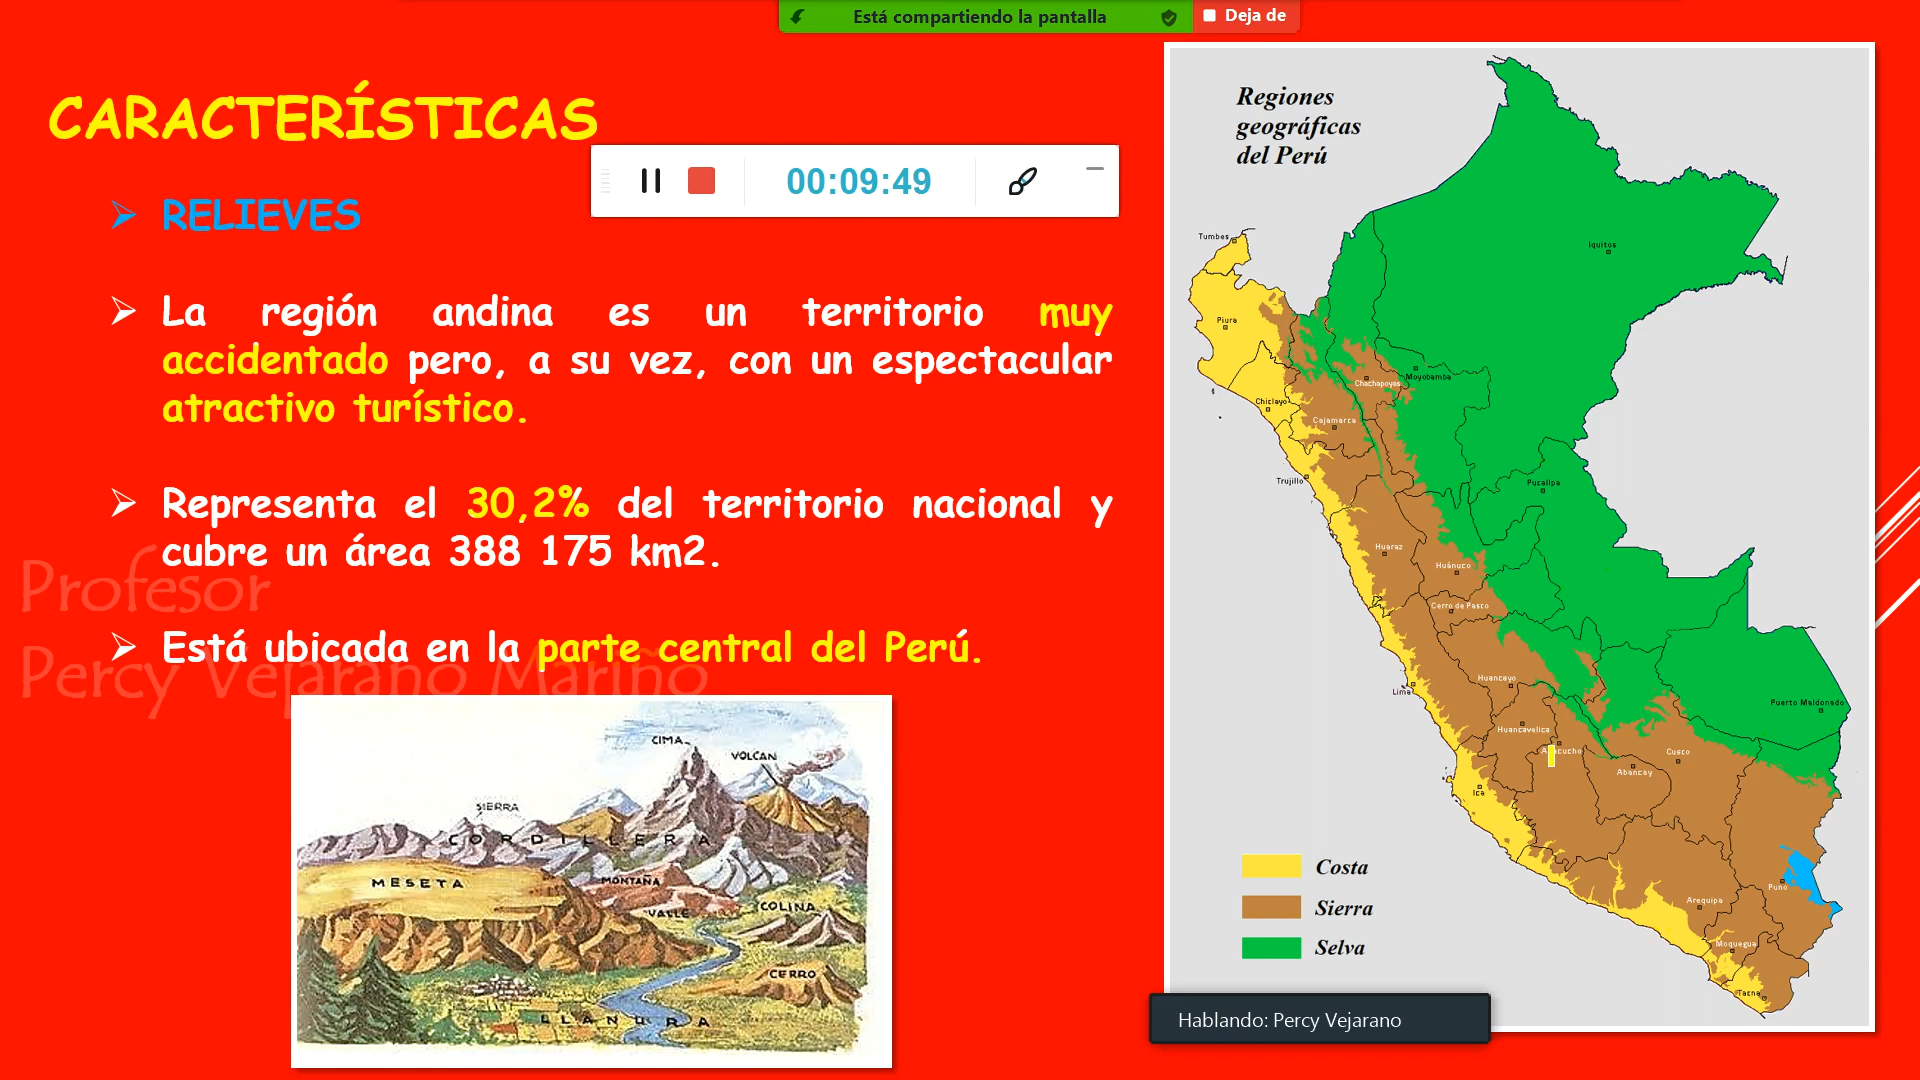 Está compartiendo la pantalla
Deja de
CARACTERÍSTICAS
00:09:49
RELIEVES
La región andina es un territorio muy
accidentado pero, a su vez, con un espectacular
atractivo turístico.
Representa el 30,2% del territorio nacional y
cubre un área 388 175 km2.
Está ubicada en la parte central del Perú.
Profesor
Percy Vejarano Mariño
CIMA
VOLCAN
SIERRA
CORDILLERA
MESETA
MONTAÑA
VALLE
COLINA
CERRO
LLANURA
Regiones
geográficas
del Perú
Tumbes
Iquitos
Piura
Chachapoyas
Moyobamba
Chiclayo
Cajamarca
Trujillo
Pucallpa
Huaraz
Huánuco
Cerro de Pasco
Huancayo
Lima
Puerto Maldonado
Huancavelica
Cusco
Abancay
Ica
Puno
Arequipa
Moquegua
Tacna
Costa
Sierra
Selva
Hablando: Percy Vejarano